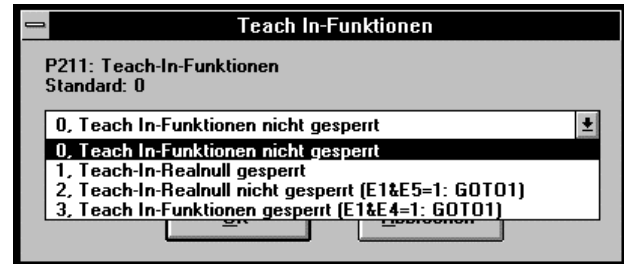 Teach In-Funktionen
P211: Teach-In-Funktionen
Standard: 0
0, Teach In-Funktionen nicht gesperrt
0, Teach In-Funktionen nicht gesperrt
1, Teach-In-Realnull gesperrt
2, Teach-In-Realnull nicht gesperrt (E1&E5=1: GOTO1)
3, Teach In-Funktionen gesperrt (E1&E4=1: GOTO1)